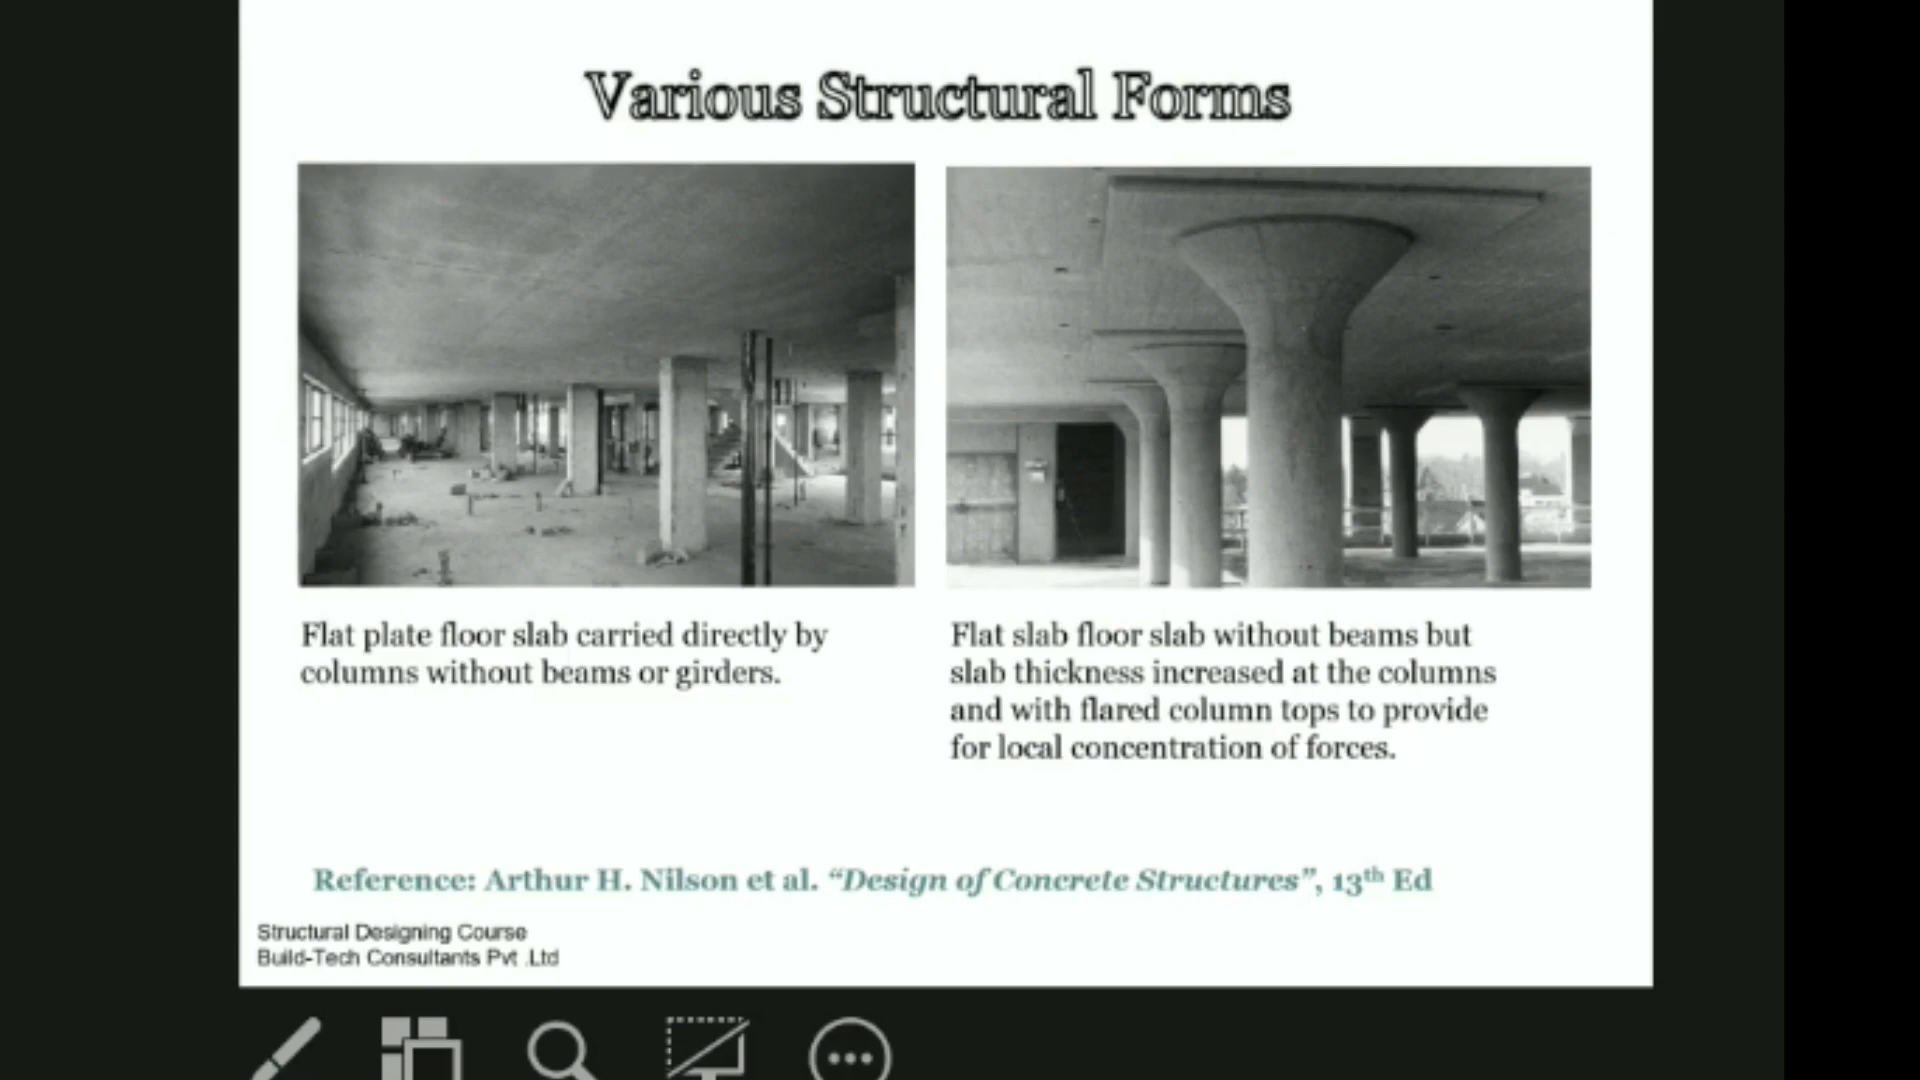 Various Structural Forms
Flat plate floor slab carried directly by
columns without beams or girders.
Flat slab floor slab without beams but
slab thickness increased at the columns
and with flared column tops to provide
for local concentration of forces.
Reference: Arthur H. Nilson et al. “Design of Concrete Structures”, 13th Ed
Structural Designing Course
Build-Tech Consultants Pvt .Ltd